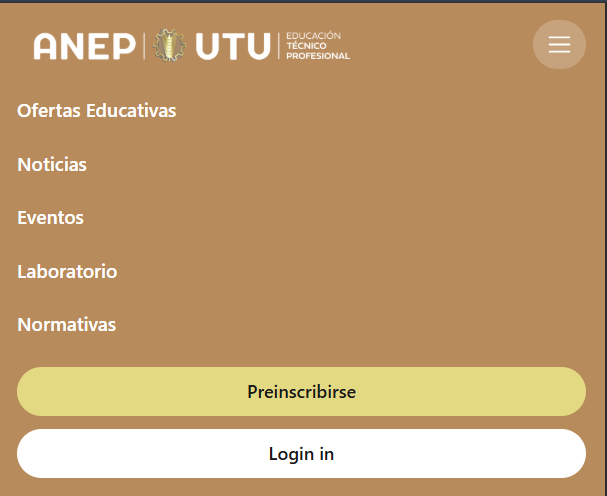 ANEP UTU EDUCACIÓN
TÉCNICO
PROFESIONAL
Ofertas Educativas
Noticias
Eventos
Laboratorio
Normativas
Preinscribirse
Login in